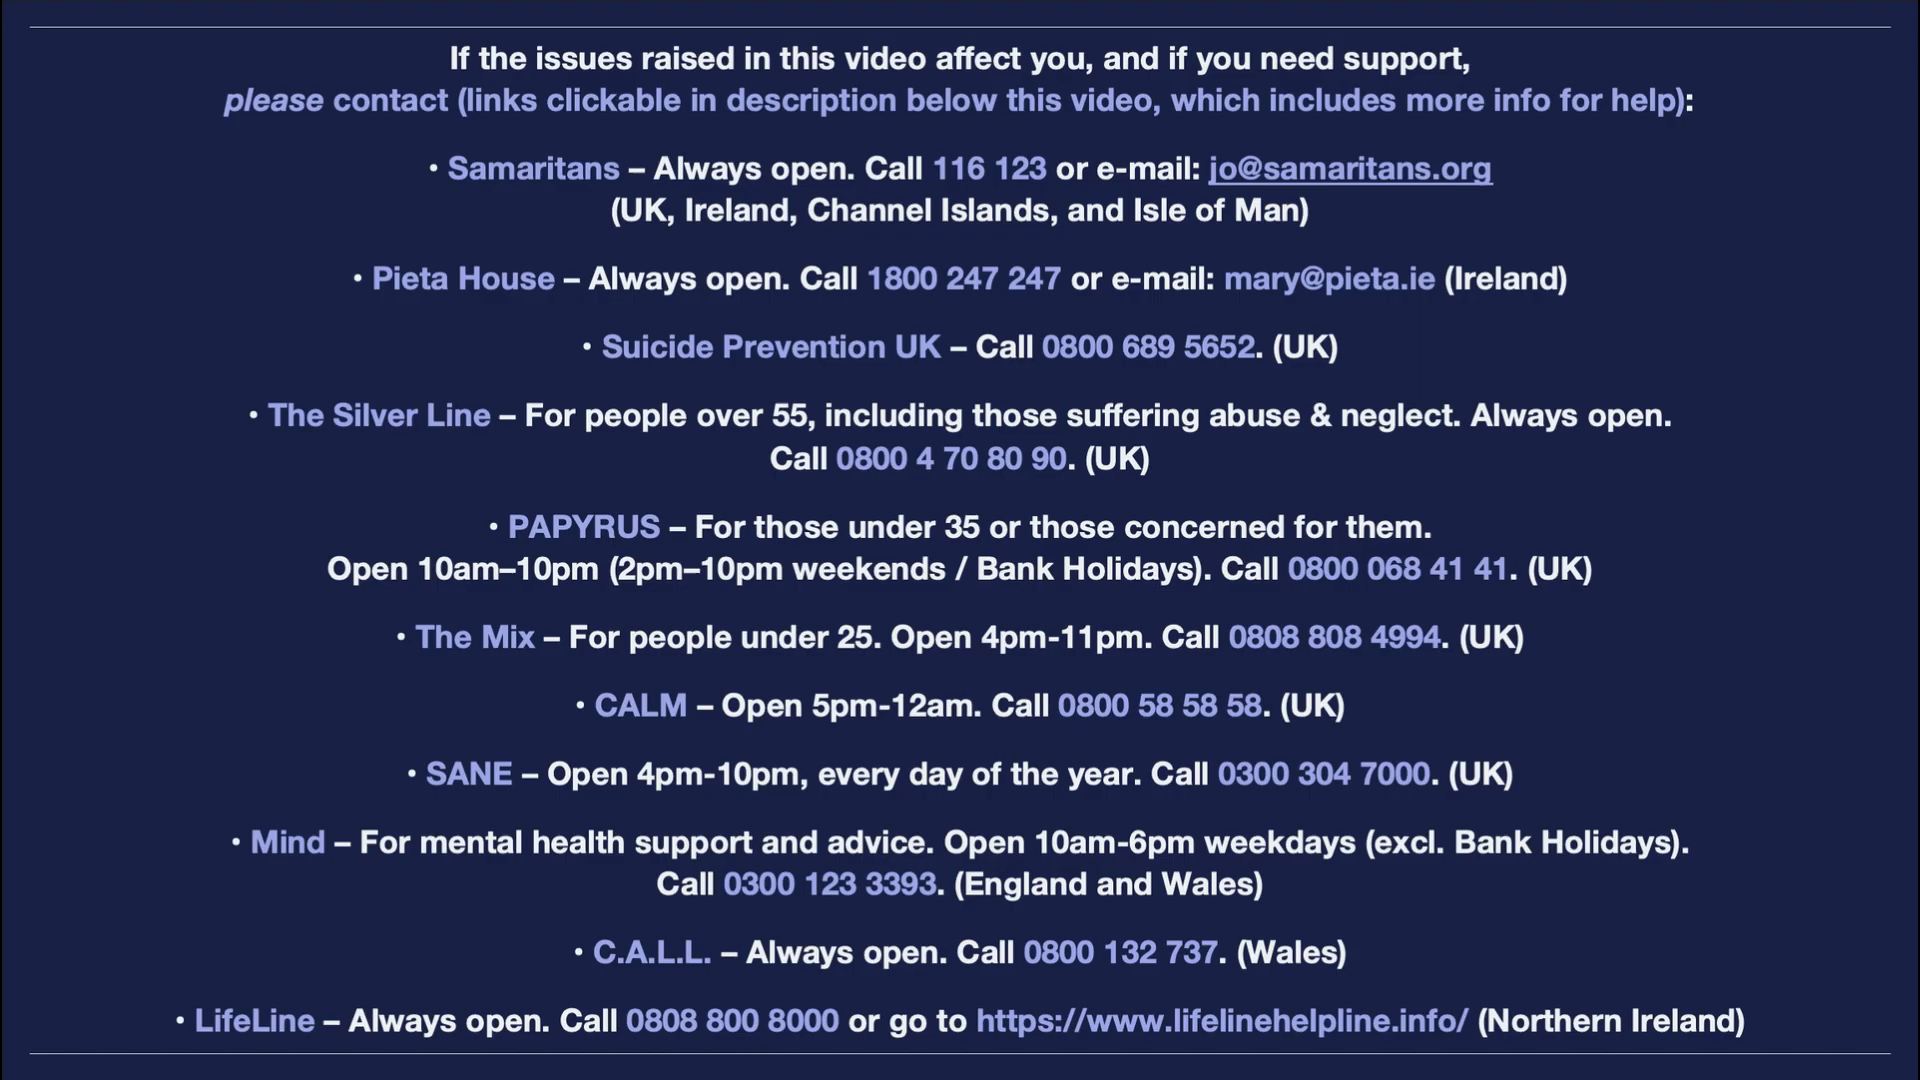 If the issues raised in this video affect you, and if you need support,
please contact (links clickable in description below this video, which includes more info for help):
• Samaritans – Always open. Call 116 123 or e-mail: jo@samaritans.org
(UK, Ireland, Channel Islands, and Isle of Man)
• Pieta House – Always open. Call 1800 247 247 or e-mail: mary@pieta.ie (Ireland)
• Suicide Prevention UK – Call 0800 689 5652. (UK)
• The Silver Line – For people over 55, including those suffering abuse & neglect. Always open.
Call 0800 4 70 80 90. (UK)
• PAPYRUS – For those under 35 or those concerned for them.
Open 10am–10pm (2pm–10pm weekends / Bank Holidays). Call 0800 068 41 41. (UK)
• The Mix – For people under 25. Open 4pm-11pm. Call 0808 808 4994. (UK)
• CALM – Open 5pm-12am. Call 0800 58 58 58. (UK)
• SANE – Open 4pm-10pm, every day of the year. Call 0300 304 7000. (UK)
• Mind – For mental health support and advice. Open 10am-6pm weekdays (excl. Bank Holidays).
Call 0300 123 3393. (England and Wales)
• C.A.L.L. – Always open. Call 0800 132 737. (Wales)
• LifeLine – Always open. Call 0808 800 8000 or go to https://www.lifelinehelpline.info/ (Northern Ireland)